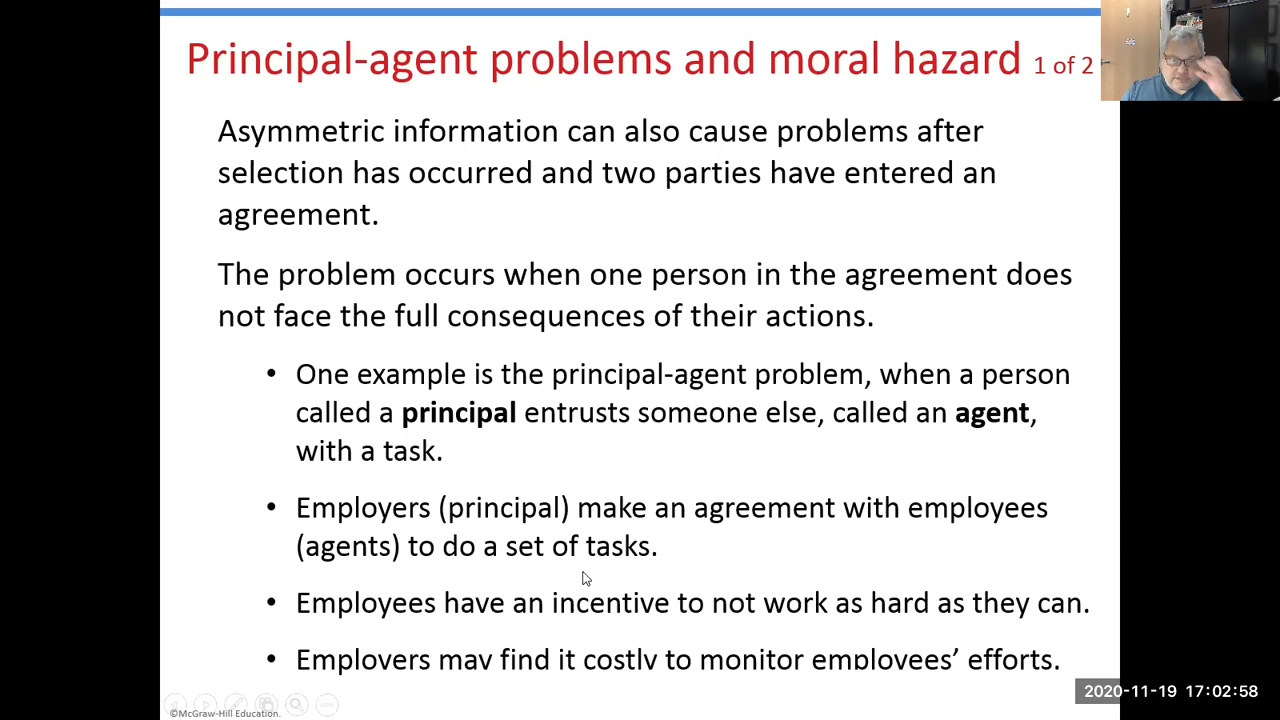 Principal-agent problems and moral hazard 1 of 2
Asymmetric information can also cause problems after
selection has occurred and two parties have entered an
agreement.
The problem occurs when one person in the agreement does
not face the full consequences of their actions.
• One example is the principal-agent problem, when a person
called a principal entrusts someone else, called an agent,
with a task.
• Employers (principal) make an agreement with employees
(agents) to do a set of tasks.
• Employees have an incentive to not work as hard as they can.
• Employers may find it costly to monitor employees’ efforts.
2020-11-19 17:02:58
©McGraw-Hill Education.